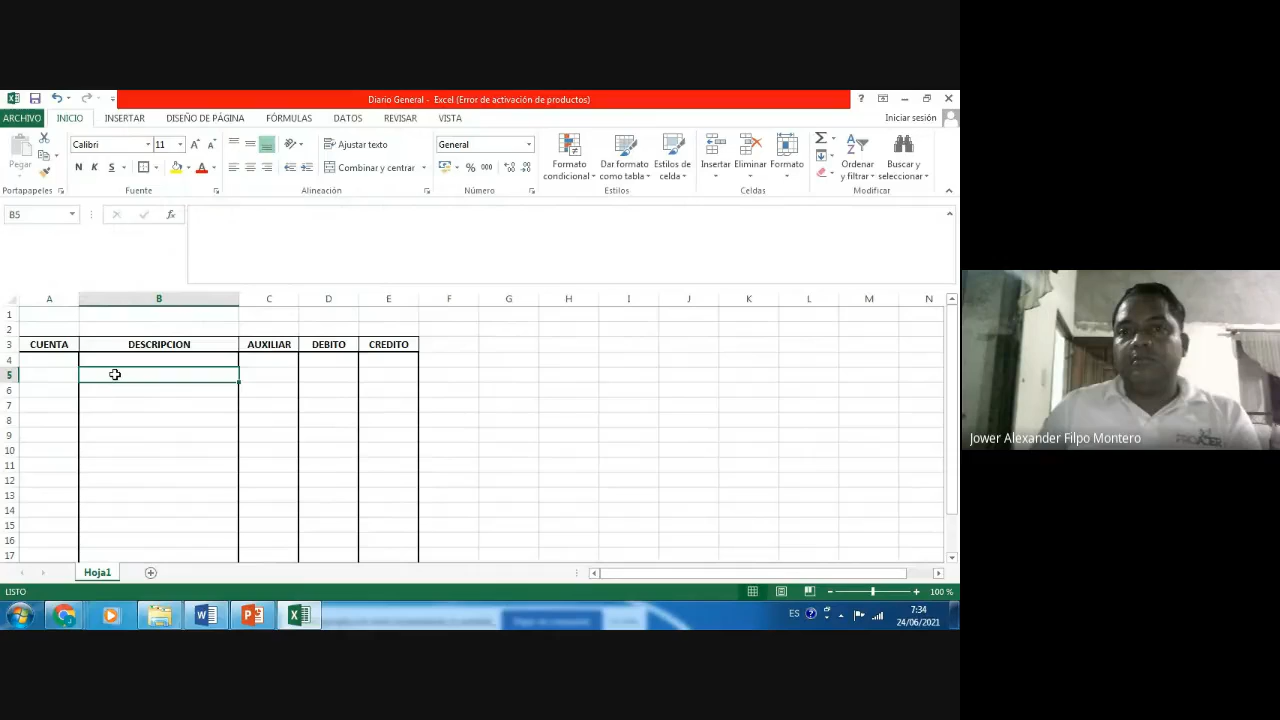 Diario General - Excel (Error de activación de productos)
ARCHIVO INICIO INSERTAR DISEÑO DE PÁGINA FÓRMULAS DATOS REVISAR VISTA Iniciar sesión
Pegar
Calibri 11
N K S
Ajustar texto
Combinar y centrar
General
% 000
Formato condicional
Dar formato como tabla
Estilos de celda
Insertar
Eliminar
Formato
Ordenar y filtrar
Buscar y seleccionar
Portapapeles Fuente Alineación Número Estilos Celdas Modificar
B5 fx
A B C D E F G H I J K L M N
1
2
3 CUENTA DESCRIPCION AUXILIAR DEBITO CREDITO
4
5
6
7
8
9
10
11
12
13
14
15
16
17
Hoja1
LISTO 100 %
ES 7:34
24/06/2021
Jower Alexander Filpo Montero
PROACER